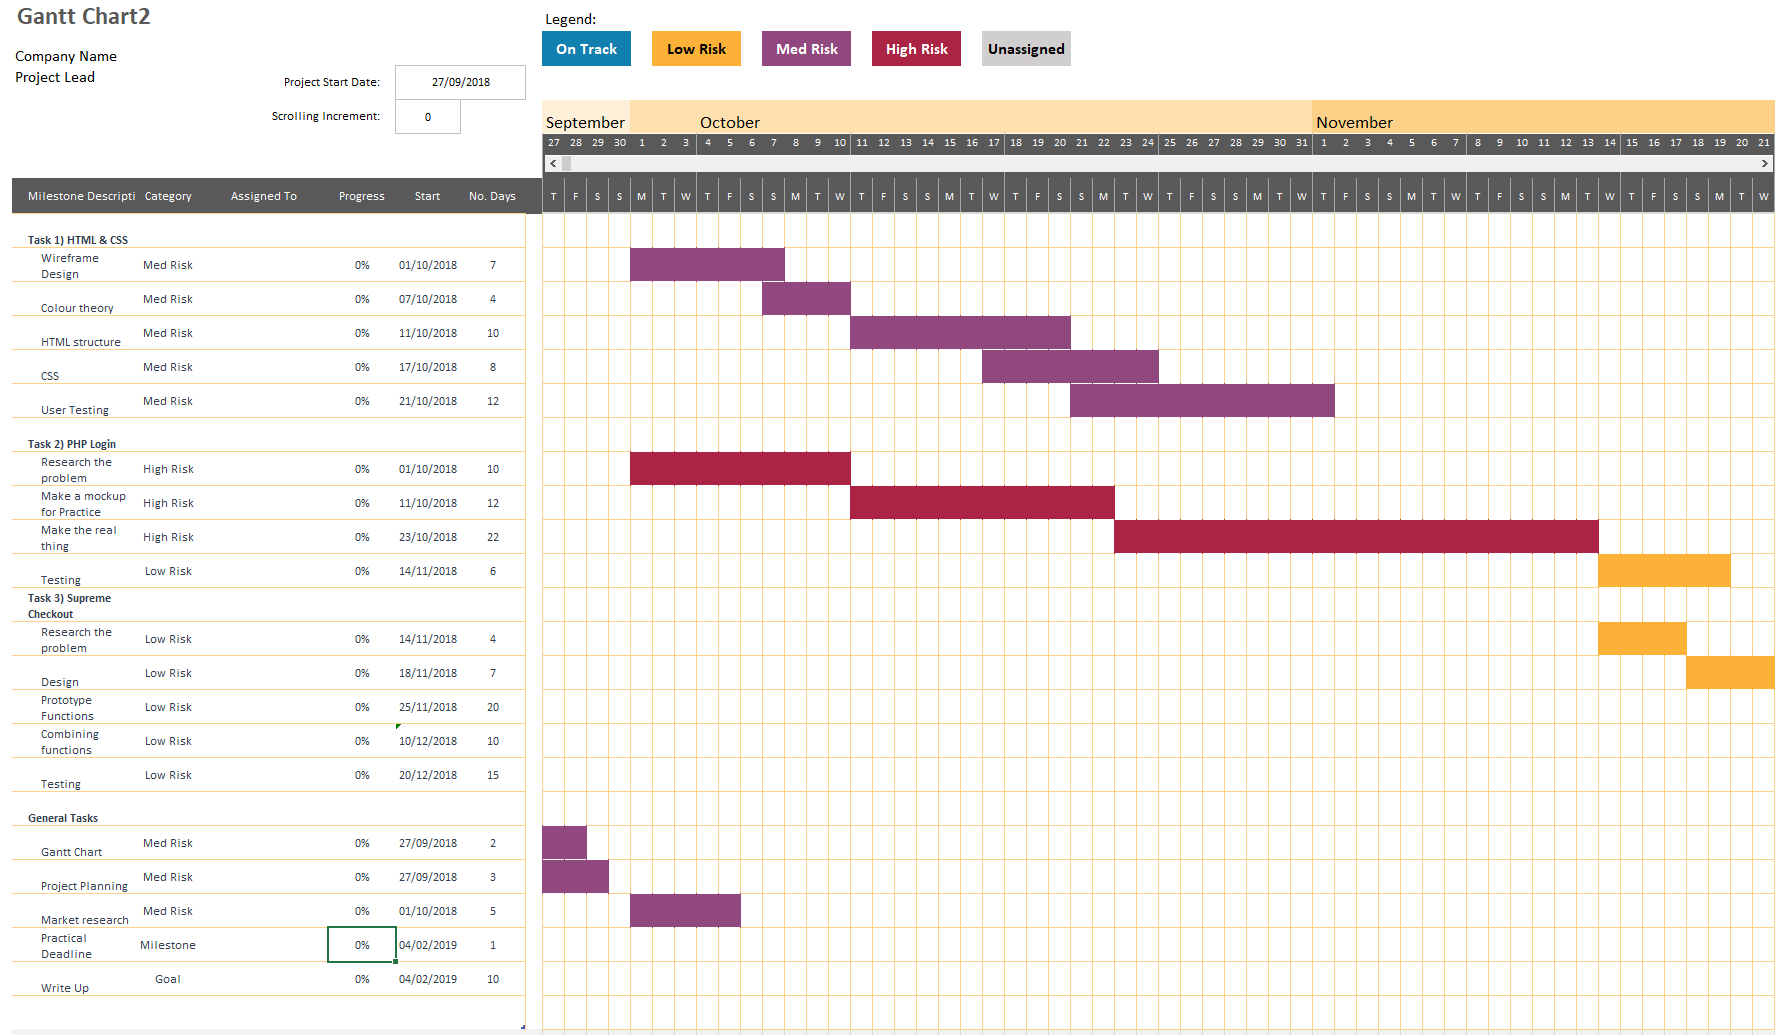 Gantt Chart2
Legend:
On Track Low Risk Med Risk High Risk Unassigned
Company Name
Project Lead
Project Start Date: 27/09/2018
Scrolling Increment: 0
September October November
27 28 29 30 1 2 3 4 5 6 7 8 9 10 11 12 13 14 15 16 17 18 19 20 21 22 23 24 25 26 27 28 29 30 31 1 2 3 4 5 6 7 8 9 10 11 12 13 14 15 16 17 18 19 20 21
Milestone Descripti Category Assigned To Progress Start No. Days T F S S M T W T F S S M T W T F S S M T W T F S S M T W T F S S M T W T F S S M T W T F S S M T W T F S S M T W
Task 1) HTML & CSS
Wireframe
Design Med Risk 0% 01/10/2018 7
Colour theory Med Risk 0% 07/10/2018 4
HTML structure Med Risk 0% 11/10/2018 10
CSS Med Risk 0% 17/10/2018 8
User Testing Med Risk 0% 21/10/2018 12
Task 2) PHP Login
Research the
problem High Risk 0% 01/10/2018 10
Make a mockup
for Practice High Risk 0% 11/10/2018 12
Make the real
thing High Risk 0% 23/10/2018 22
Testing Low Risk 0% 14/11/2018 6
Task 3) Supreme
Checkout
Research the
problem Low Risk 0% 14/11/2018 4
Design Low Risk 0% 18/11/2018 7
Prototype
Functions Low Risk 0% 25/11/2018 20
Combining
functions Low Risk 0% 10/12/2018 10
Testing Low Risk 0% 20/12/2018 15
General Tasks
Gantt Chart Med Risk 0% 27/09/2018 2
Project Planning Med Risk 0% 27/09/2018 3
Market research Med Risk 0% 01/10/2018 5
Practical
Deadline Milestone 0% 04/02/2019 1
Write Up Goal 0% 04/02/2019 10